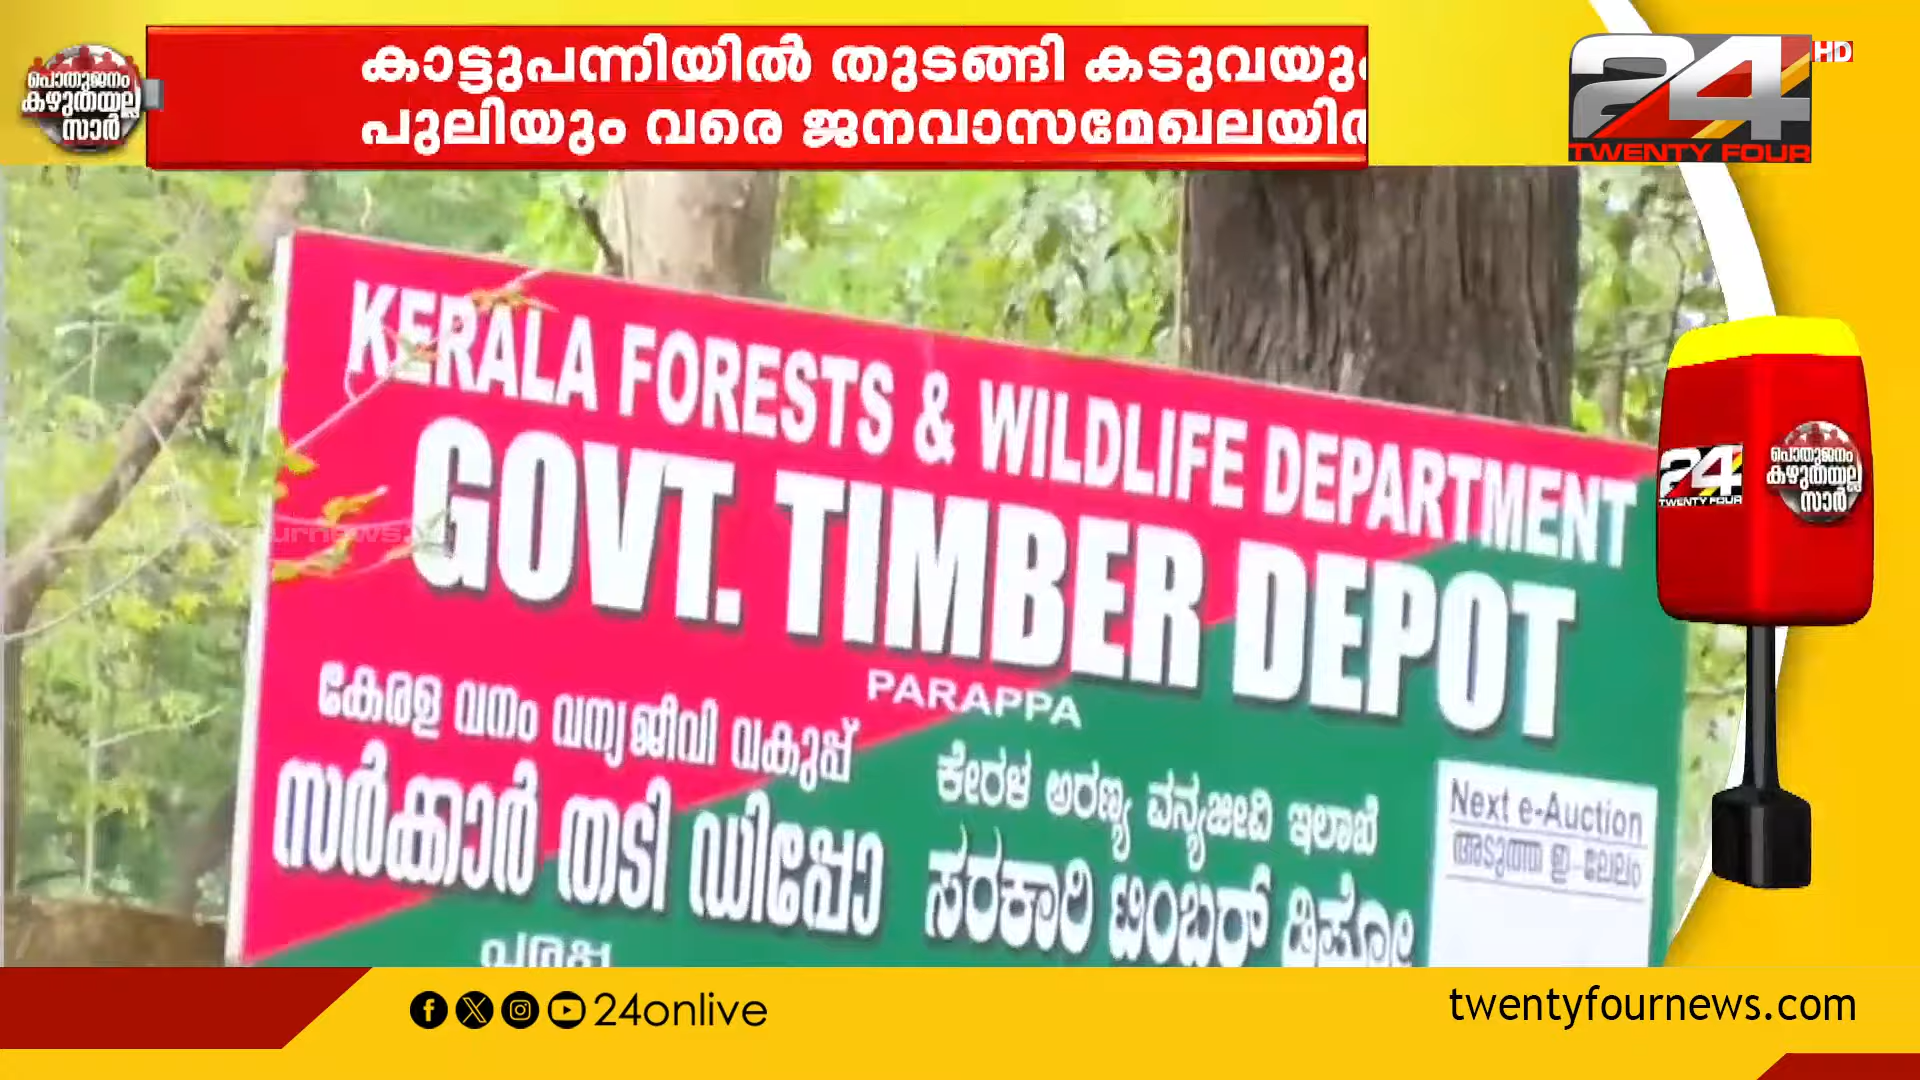 പൊതുജനം
കഴുതയല്ല
സാർ
കാട്ടുപന്നിയിൽ തുടങ്ങി കടുവയും
പുലിയും വരെ ജനവാസമേഖലയിൽ
24 HD
TWENTY FOUR
KERALA FORESTS & WILDLIFE DEPARTMENT
GOVT. TIMBER DEPOT
PARAPPA
കേരള വനം വന്യജീവി വകുപ്പ്
സർക്കാർ തടി ഡിപ്പോ
പരപ്പ
ಕೇರಳ ಅರಣ್ಯ ವನ್ಯಜೀವಿ ಇಲಾಖೆ
ಸರಕಾರಿ ಟಿಂಬರ್ ಡಿಪೋ
Next e-Auction
അടുത്ത ഇ-ലേലം
24
TWENTY FOUR
പൊതുജനം
കഴുതയല്ല
സാർ
24onlive
twentyfournews.com